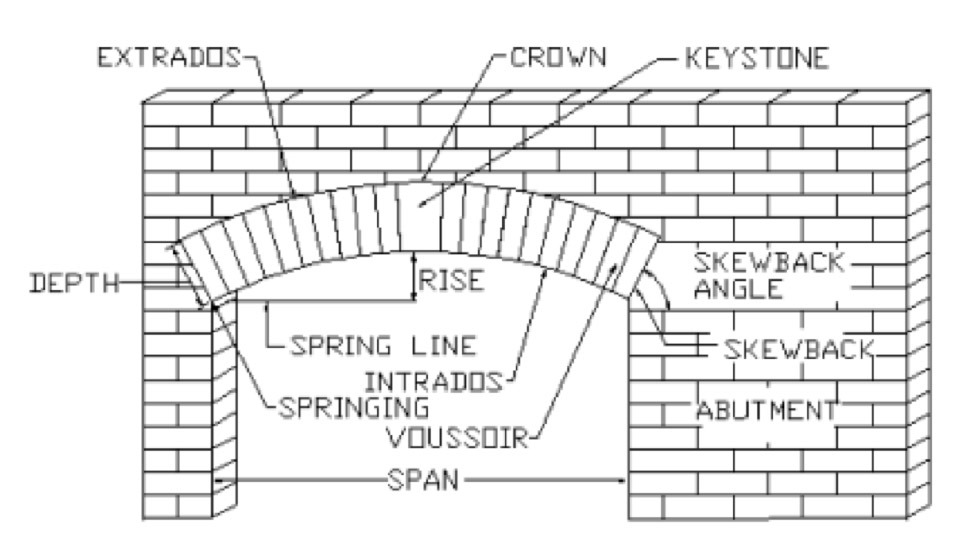 EXTRADOS
CROWN
KEYSTONE
DEPTH
RISE
SKEWBACK
ANGLE
SPRING LINE
SKEWBACK
INTRADOS
SPRINGING
ABUTMENT
VOUSSOIR
SPAN